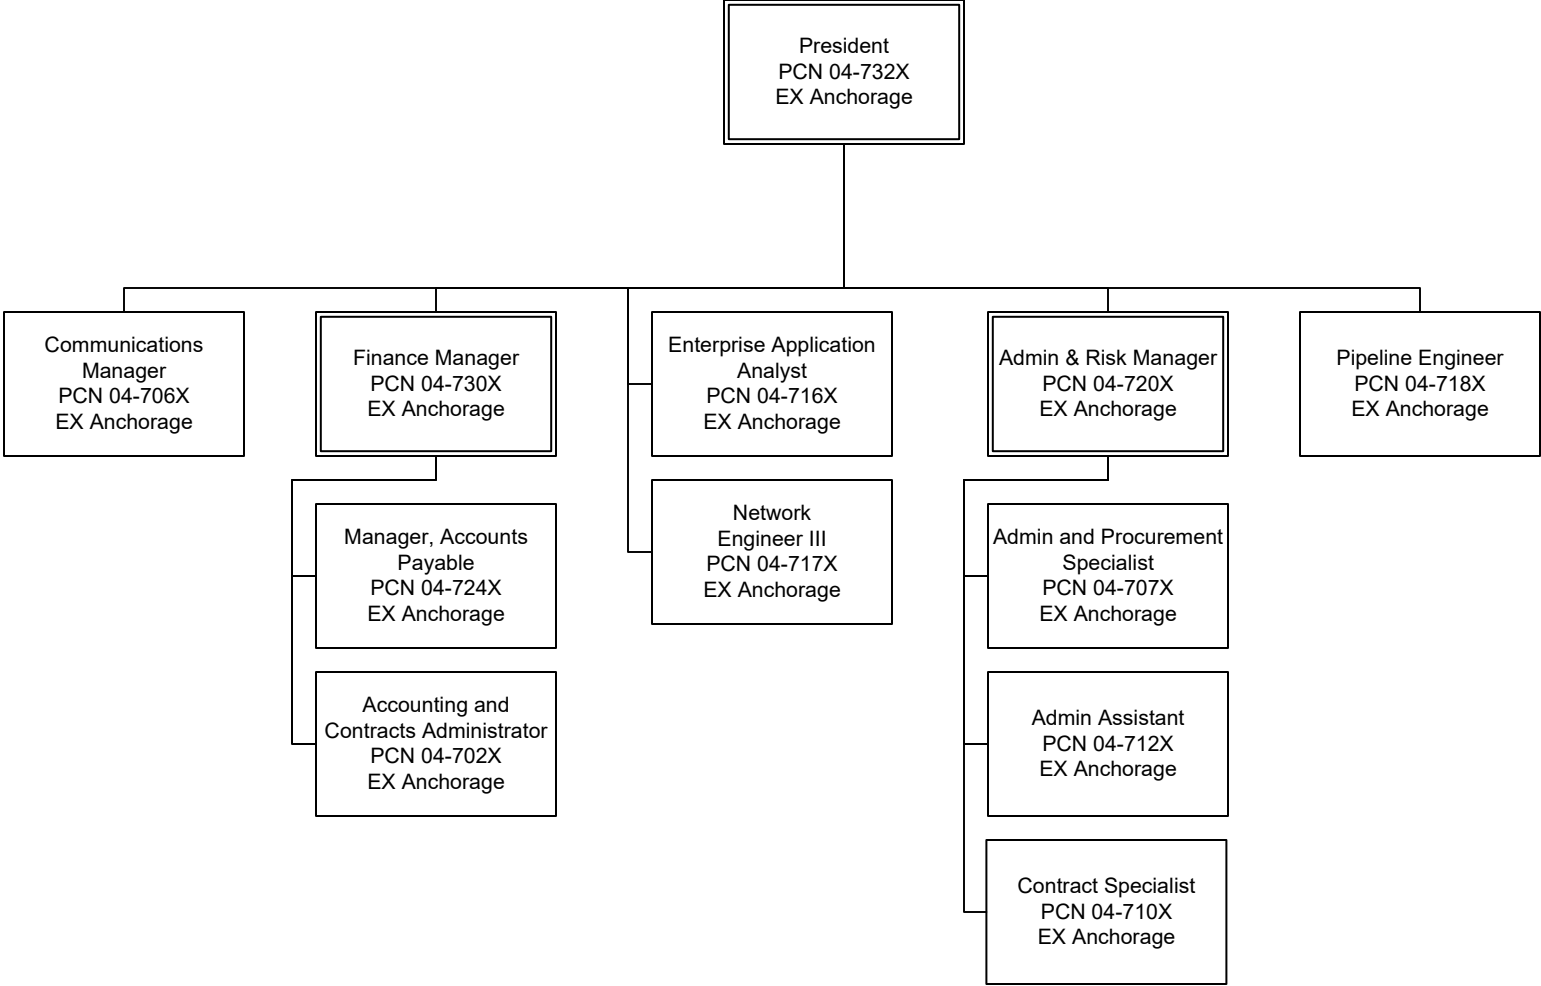 President
PCN 04-732X
EX Anchorage
Communications
Manager
PCN 04-706X
EX Anchorage
Finance Manager
PCN 04-730X
EX Anchorage
Enterprise Application
Analyst
PCN 04-716X
EX Anchorage
Admin & Risk Manager
PCN 04-720X
EX Anchorage
Pipeline Engineer
PCN 04-718X
EX Anchorage
Manager, Accounts
Payable
PCN 04-724X
EX Anchorage
Network
Engineer III
PCN 04-717X
EX Anchorage
Admin and Procurement
Specialist
PCN 04-707X
EX Anchorage
Accounting and
Contracts Administrator
PCN 04-702X
EX Anchorage
Admin Assistant
PCN 04-712X
EX Anchorage
Contract Specialist
PCN 04-710X
EX Anchorage